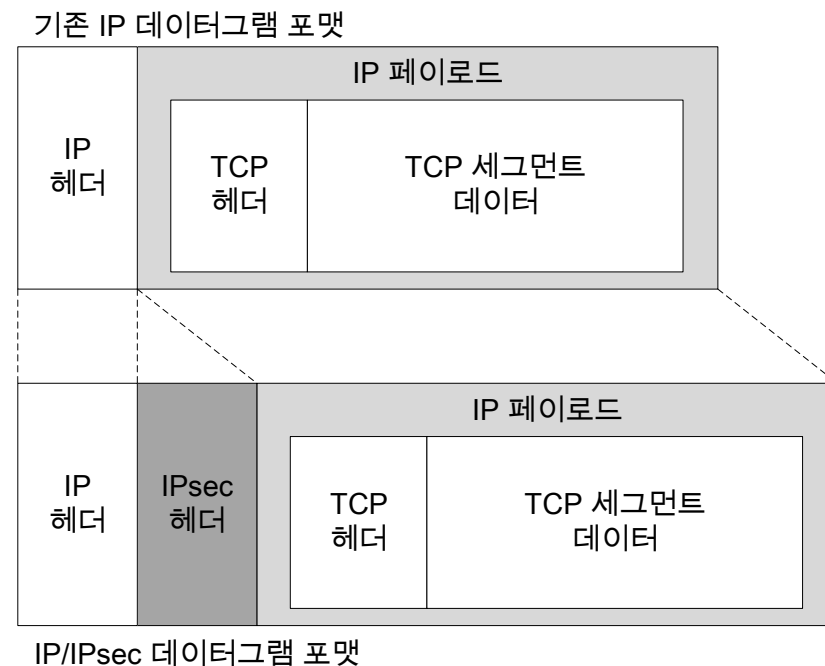 기존 IP 데이터그램 포맷
IP 페이로드
IP
헤더
TCP
헤더
TCP 세그먼트
데이터
IP 페이로드
IP
헤더
IPsec
헤더
TCP
헤더
TCP 세그먼트
데이터
IP/IPsec 데이터그램 포맷